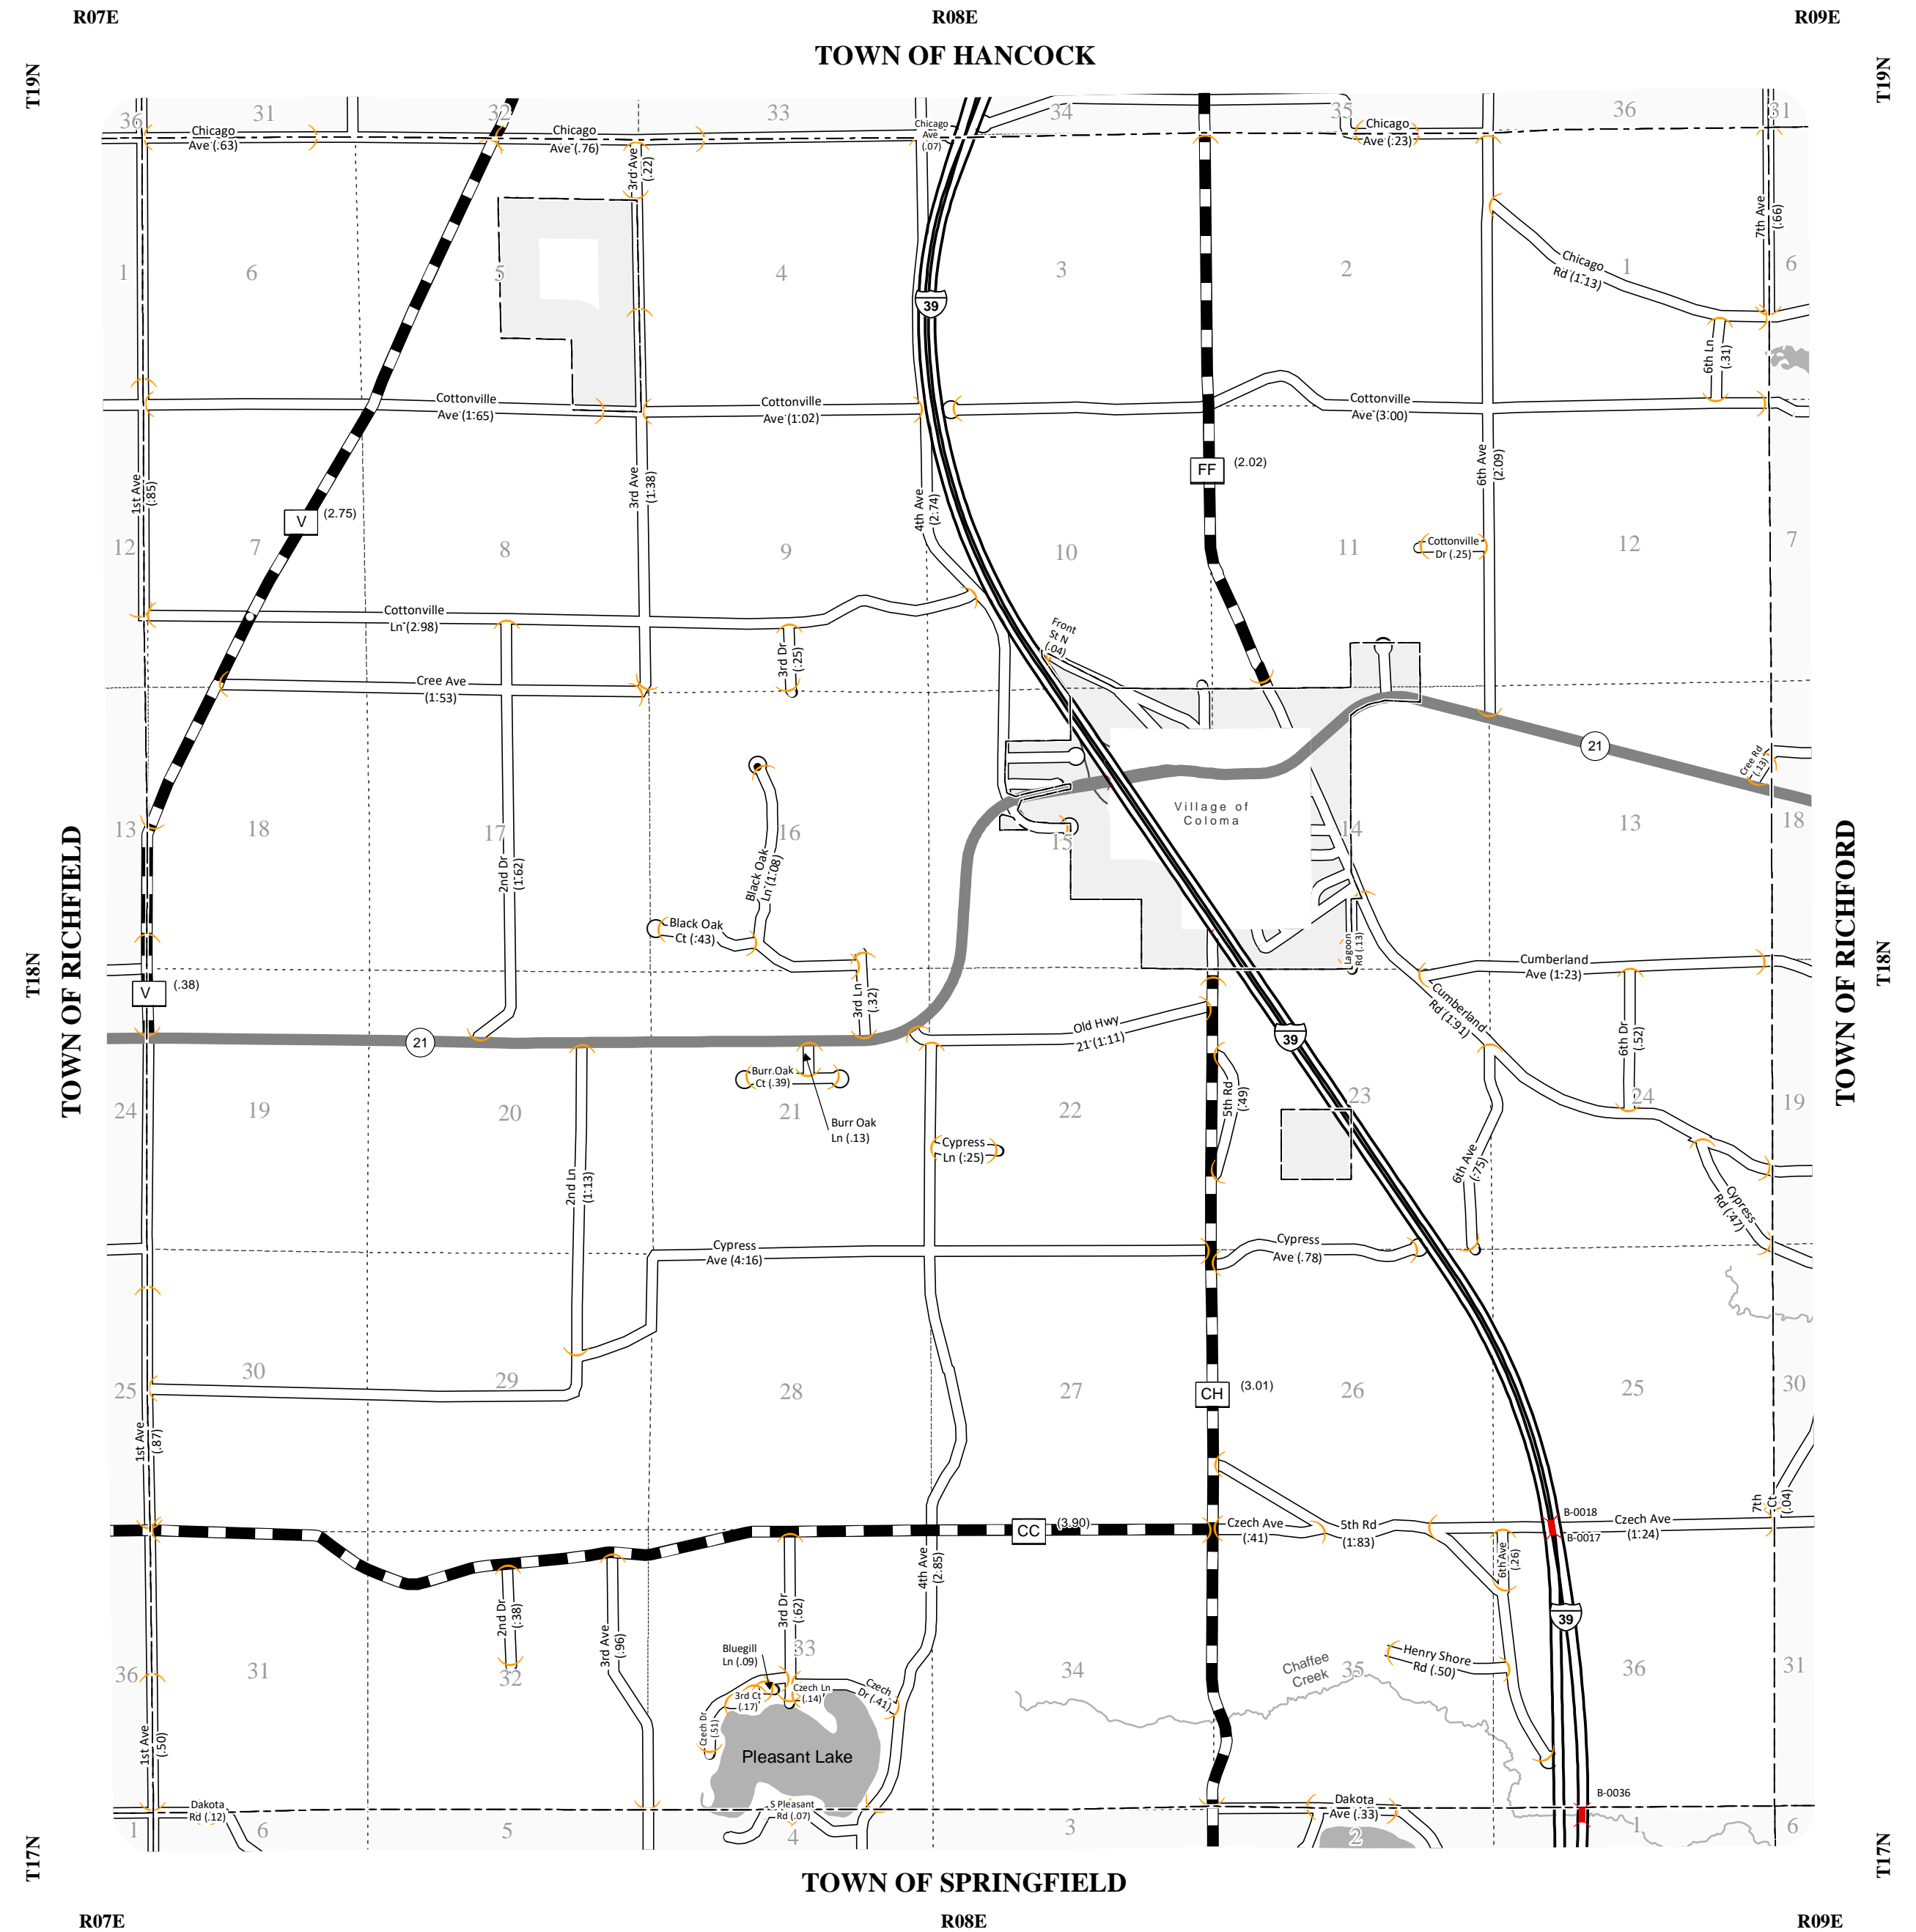 R07E
R08E
R09E
TOWN OF HANCOCK
T19N
T19N
36
31
32
33
34
35
36
31
Chicago
Ave (.63)
Chicago
Ave (.76)
Chicago
Ave
(.07)
Chicago
Ave (.23)
3rd Ave
(.22)
7th Ave
(.66)
1
6
5
4
3
2
1
6
Chicago
Rd (1.13)
39
6th Ln
(.31)
Cottonville
Ave (1.65)
Cottonville
Ave (1.02)
Cottonville
Ave (3.00)
1st Ave
(.85)
V
(2.75)
3rd Ave
(1.38)
4th Ave
(2.74)
FF
(2.02)
6th Ave
(2.09)
12
7
8
9
10
11
12
7
Cottonville
Dr (.25)
Cottonville
Ln (2.98)
3rd Dr
(.25)
Front
St N
(.04)
Cree Ave
(1.53)
21
Cree Rd
(.13)
Village of
Coloma
13
18
17
16
15
14
13
18
2nd Dr
(1.62)
Black Oak
Ln (1.08)
Black Oak
Ct (.43)
Lagoon
Rd (.13)
TOWN OF RICHFIELD
TOWN OF RICHFORD
T18N
T18N
V
(.38)
3rd Ln
(.32)
Cumberland
Ave (1.23)
Cumberland
Rd (1.91)
6th Dr
(.52)
21
Old Hwy
21 (1.11)
39
Burr Oak
Ct (.39)
Burr Oak
Ln (.13)
5th Rd
(.49)
24
19
20
21
22
23
24
19
Cypress
Ln (.25)
2nd Ln
(1.13)
6th Ave
(.75)
Cypress
Rd (.47)
Cypress
Ave (4.16)
Cypress
Ave (.78)
25
30
29
28
27
26
25
30
CH
(3.01)
1st Ave
(.87)
7th
Ct
(.04)
CC
(3.90)
Czech Ave
(.41)
5th Rd
(1.83)
B-0018
B-0017
Czech Ave
(1.24)
2nd Dr
(.38)
3rd Ave
(.96)
3rd Dr
(.62)
4th Ave
(2.85)
6th Ave
(.26)
39
36
31
32
33
34
35
36
31
Bluegill
Ln (.09)
3rd Ct
(.17)
Czech Ln
(.14)
Czech
Dr (.41)
Czech Dr
(.51)
Chaffee
Creek
Henry Shore
Rd (.50)
1st Ave
(.50)
Pleasant Lake
B-0036
Dakota
Rd (.12)
S Pleasant
Rd (.07)
Dakota
Ave (.33)
1
6
5
4
3
2
1
6
T17N
T17N
TOWN OF SPRINGFIELD
R07E
R08E
R09E